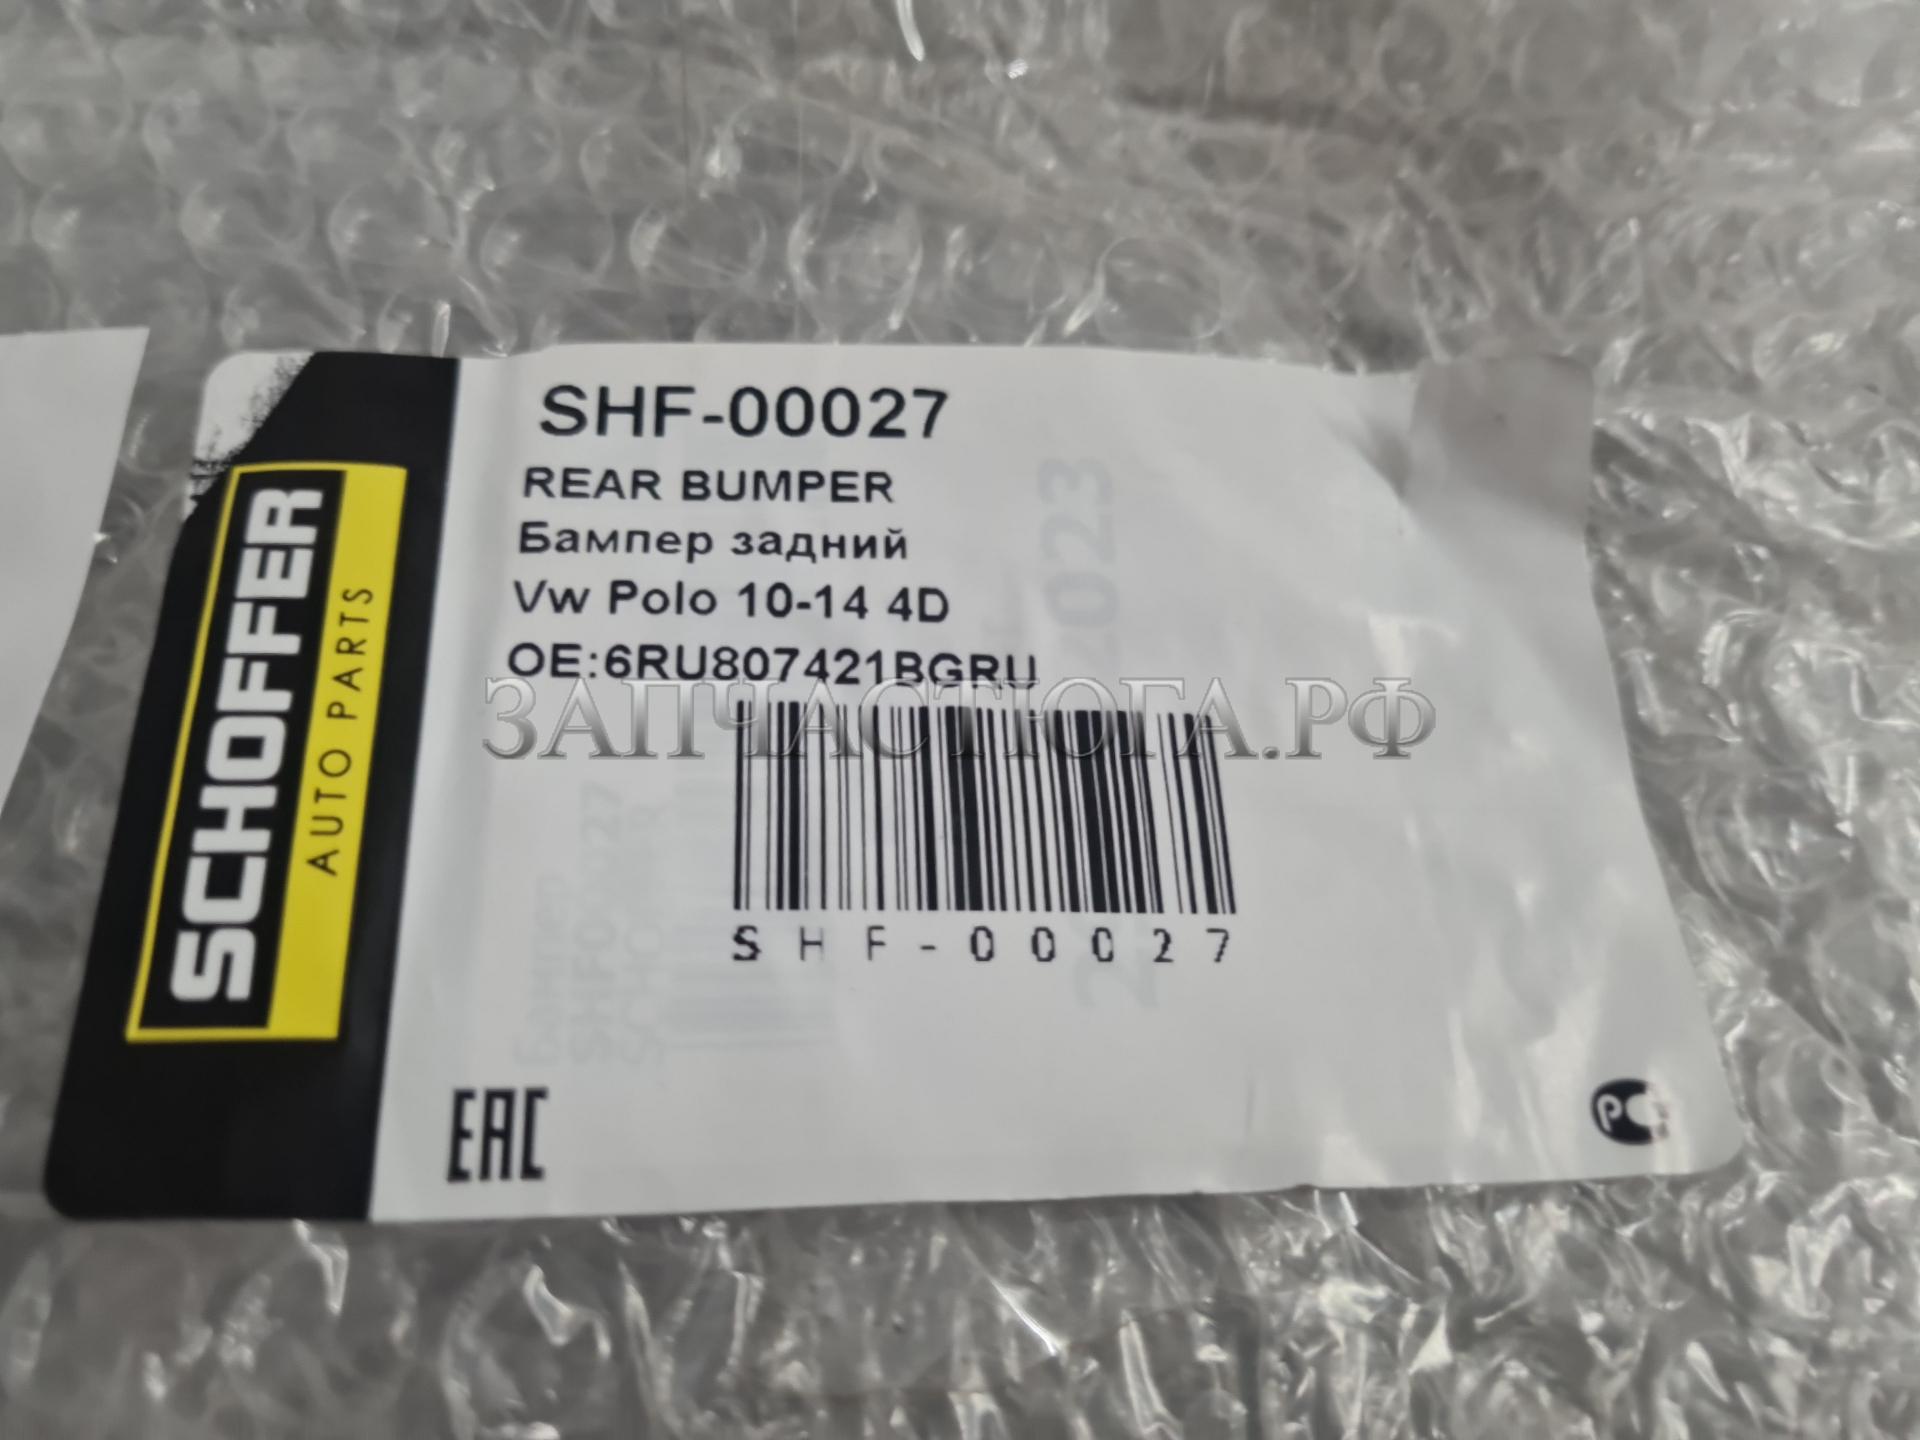 SHF-00027
REAR BUMPER
Бампер задний
Vw Polo 10-14 4D
OE:6RU807421BGRU
ЗАПЧАСТЮГА.РФ
SHF-00027
SCHOFFER
AUTO PARTS
EAC